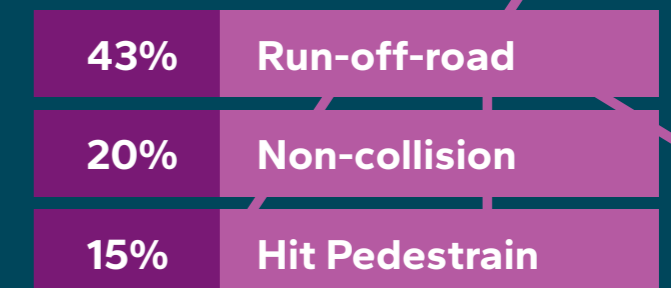 43% Run-off-road
20% Non-collision
15% Hit Pedestrain